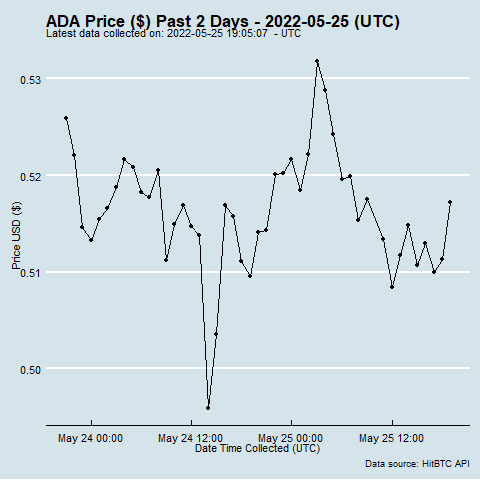 ADA Price ($) Past 2 Days - 2022-05-25 (UTC)
Latest data collected on: 2022-05-25 19:05:07  - UTC
0.53
0.52
0.51
0.50
Price USD ($)
May 24 00:00 May 24 12:00 May 25 00:00 May 25 12:00
Date Time Collected (UTC)
Data source: HitBTC API